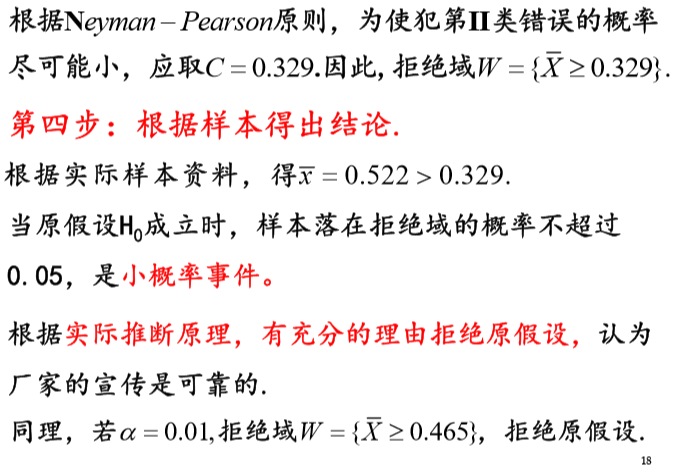 根据Neyman－Pearson原则，为使犯第II类错误的概率
尽可能小，应取C = 0.329.因此, 拒绝域W = {X̄ ≥ 0.329}.
第四步：根据样本得出结论.
根据实际样本资料，得x̄ = 0.522 > 0.329.
当原假设H₀成立时，样本落在拒绝域的概率不超过
0.05，是小概率事件。
根据实际推断原理，有充分的理由拒绝原假设，认为
厂家的宣传是可靠的.
同理，若α = 0.01, 拒绝域W = {X̄ ≥ 0.465}，拒绝原假设.
18